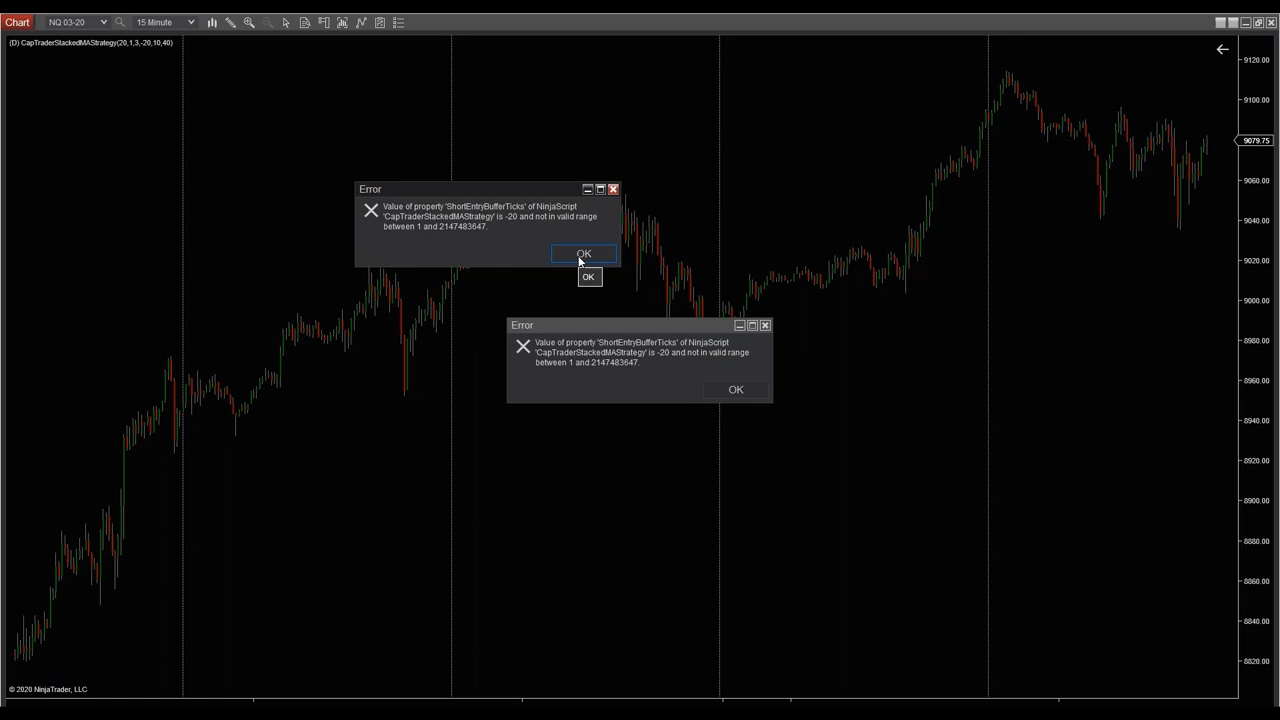 Chart NQ 03-20 15 Minute
(D) CapTraderStackedMAStrategy(20,1,3,-20,10,40)
9120.00
9100.00
9079.75
9060.00
9040.00
9020.00
9000.00
8980.00
8960.00
8940.00
8920.00
8900.00
8880.00
8860.00
8840.00
8820.00
Error
Value of property 'ShortEntryBufferTicks' of NinjaScript
'CapTraderStackedMAStrategy' is -20 and not in valid range
between 1 and 2147483647.
OK
OK
Error
Value of property 'ShortEntryBufferTicks' of NinjaScript
'CapTraderStackedMAStrategy' is -20 and not in valid range
between 1 and 2147483647.
OK
© 2020 NinjaTrader, LLC